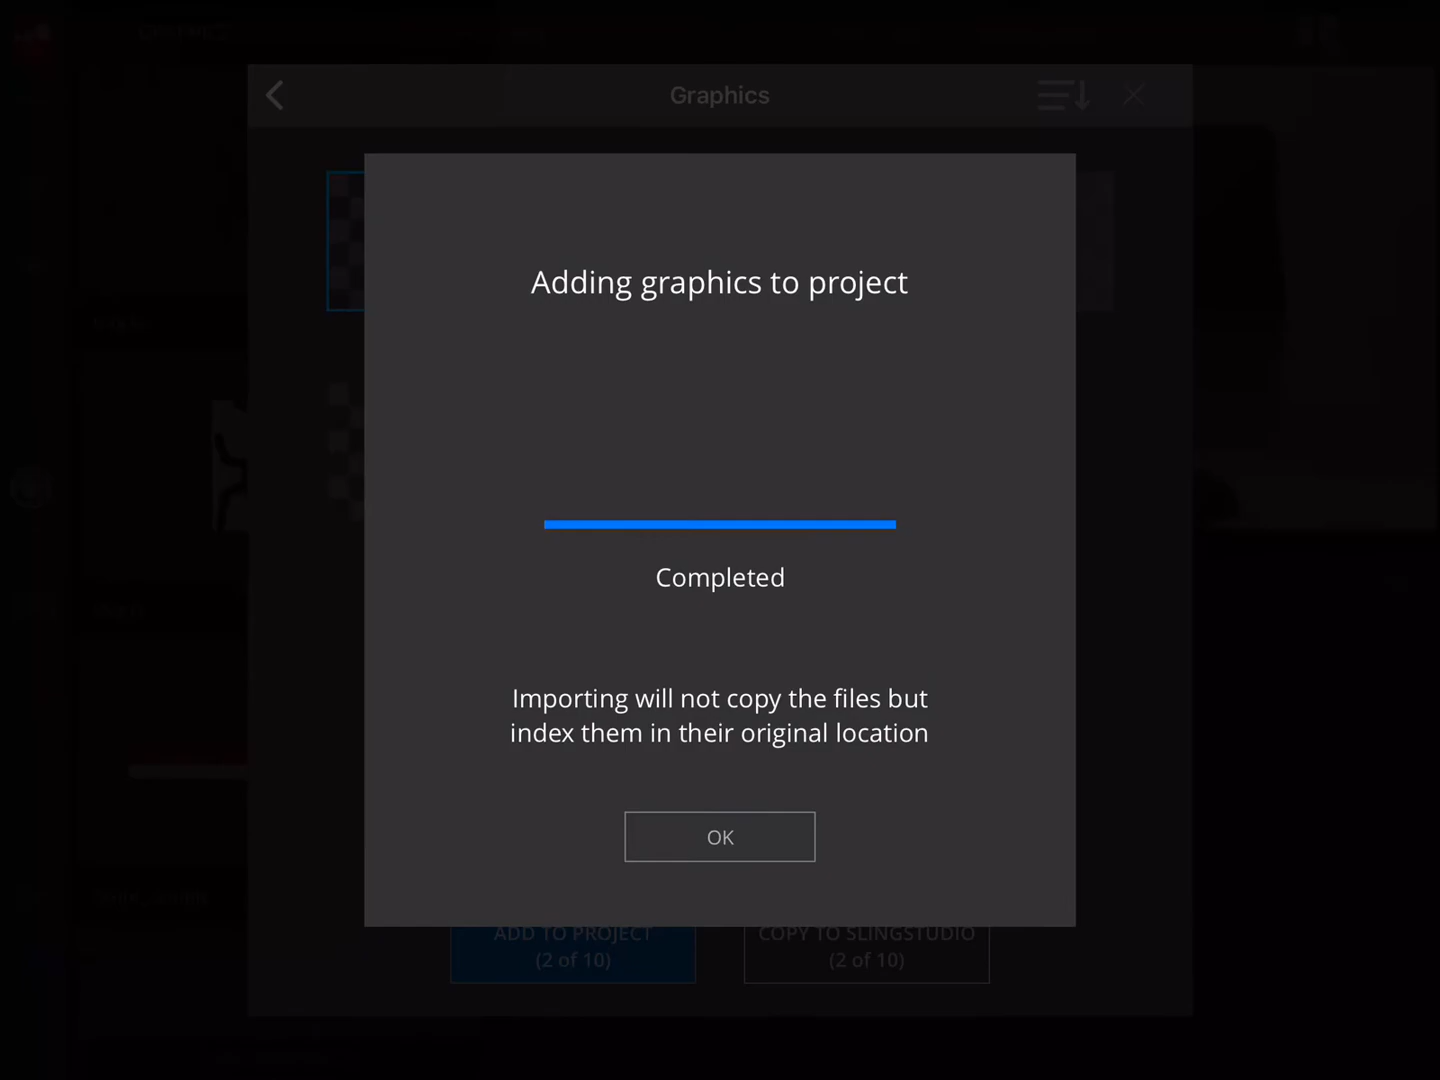 Graphics
Adding graphics to project
Completed
Importing will not copy the files but
index them in their original location
OK
ADD TO PROJECT
(2 of 10)
COPY TO SLINGSTUDIO
(2 of 10)